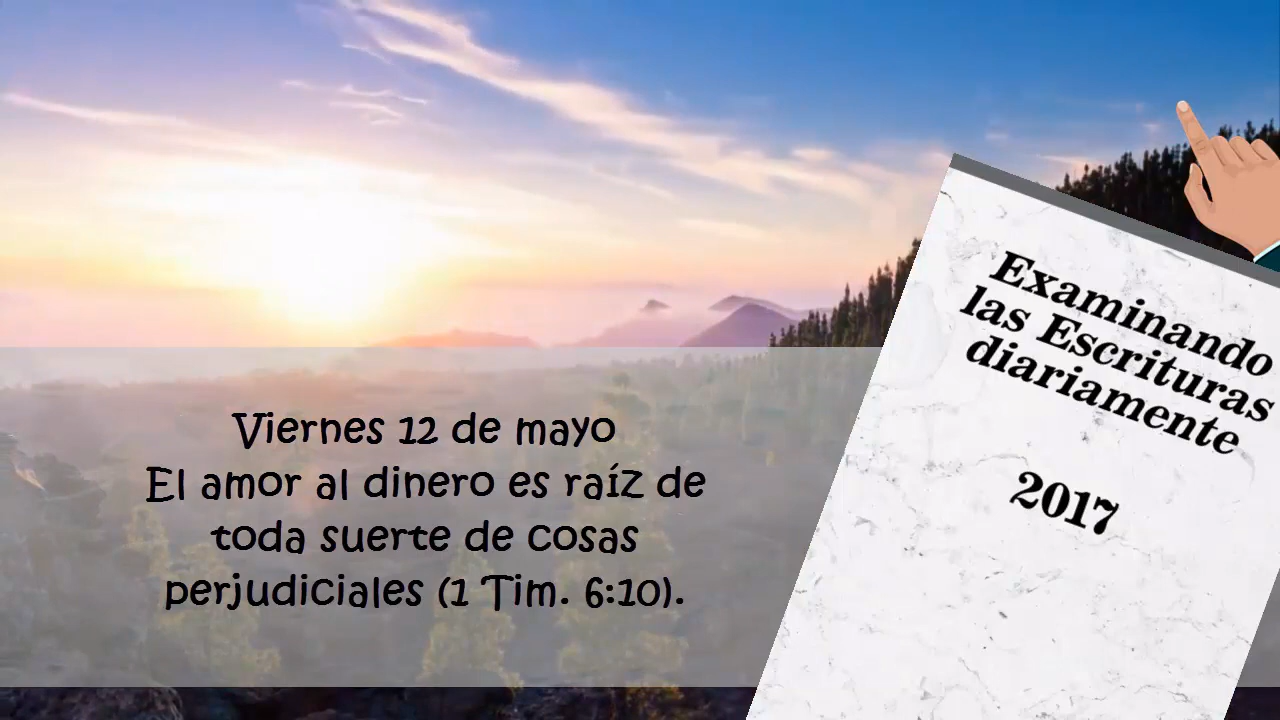 Viernes 12 de mayo
El amor al dinero es raíz de
toda suerte de cosas
perjudiciales (1 Tim. 6:10).
Examinando
las Escrituras
diariamente
2017